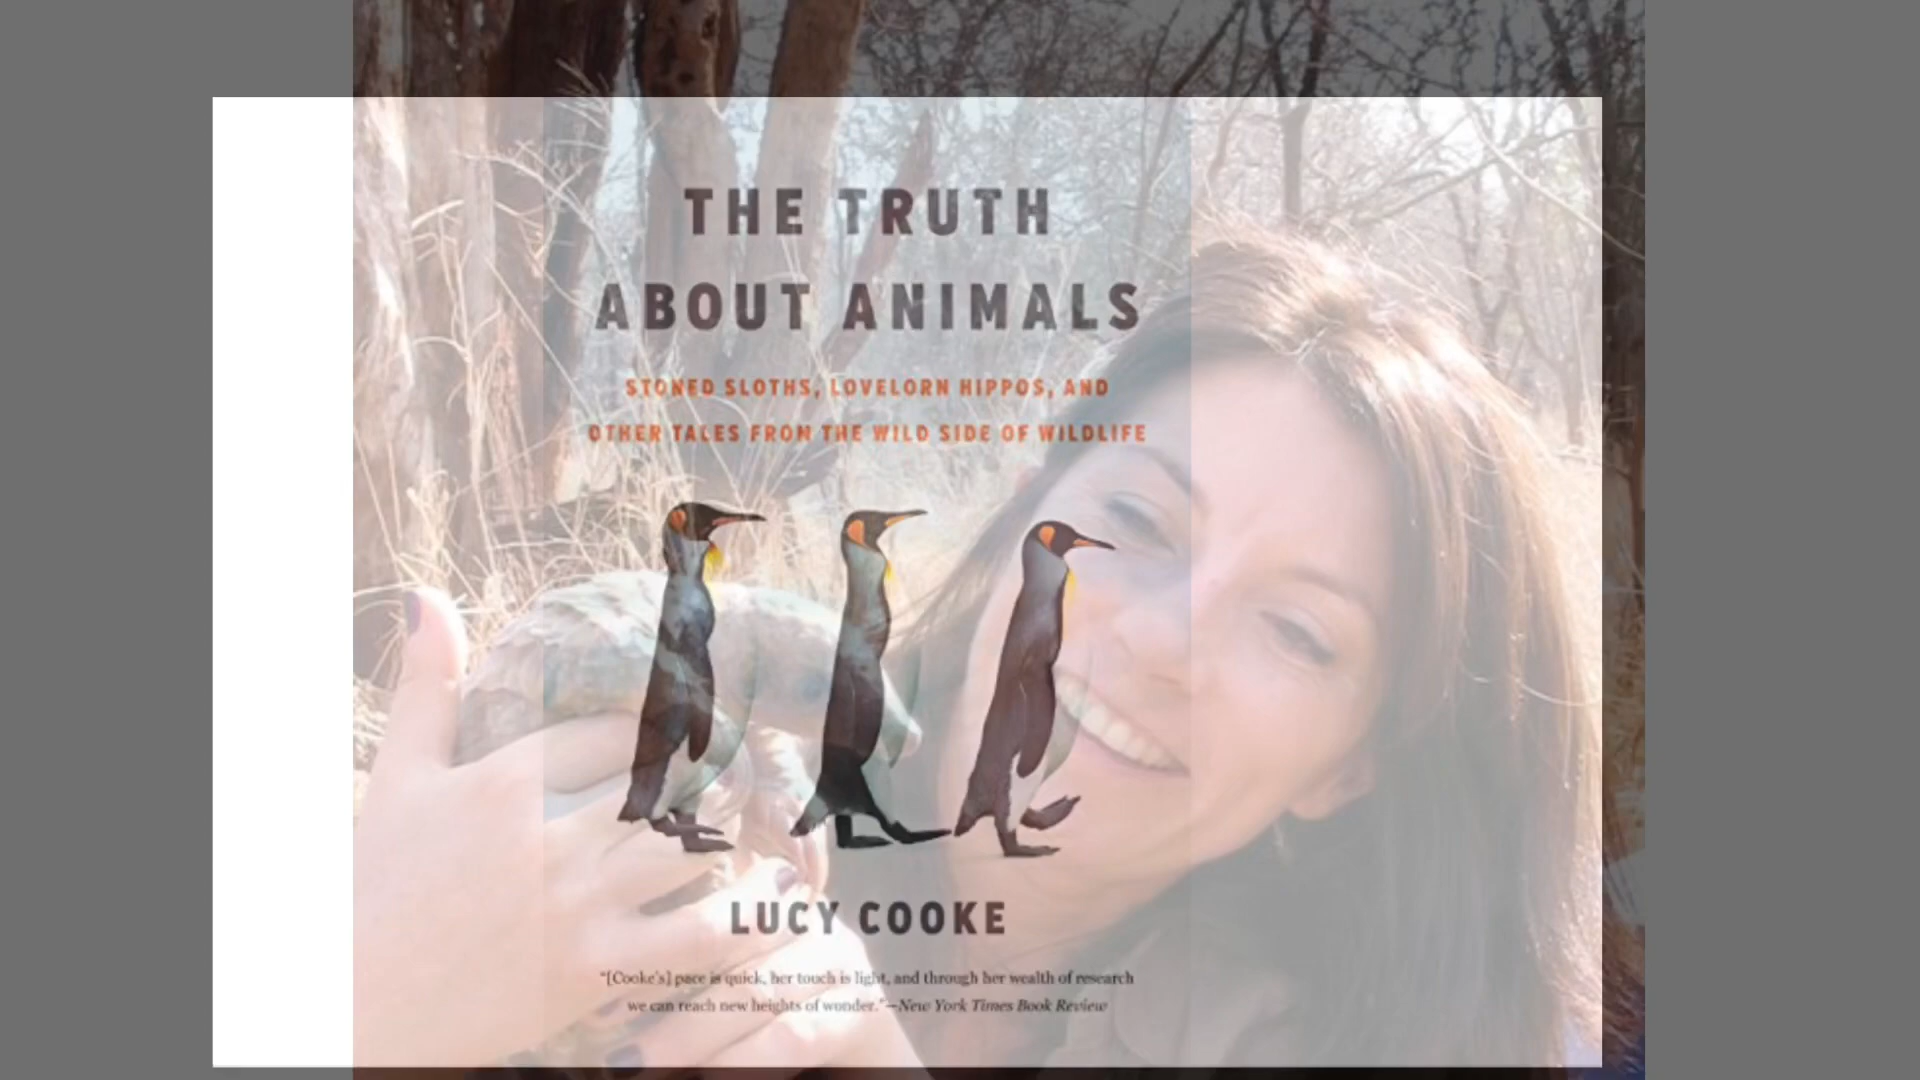 THE TRUTH
ABOUT ANIMALS
STONED SLOTHS, LOVELORN HIPPOS, AND
OTHER TALES FROM THE WILD SIDE OF WILDLIFE
LUCY COOKE
"[Cooke's] pace is quick, her touch is light, and through her wealth of research
we can reach new heights of wonder."—New York Times Book Review